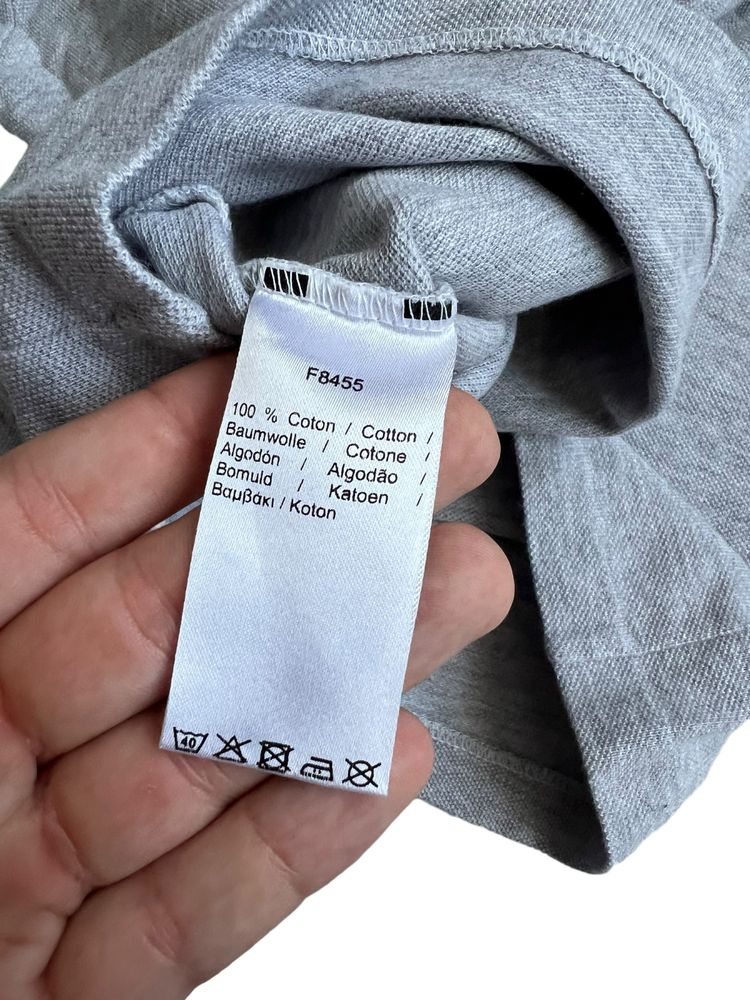 F8455
100 % Coton / Cotton /
Baumwolle / Cotone /
Algodón / Algodão /
Bomuld / Katoen /
Βαμβάκι / Koton
40